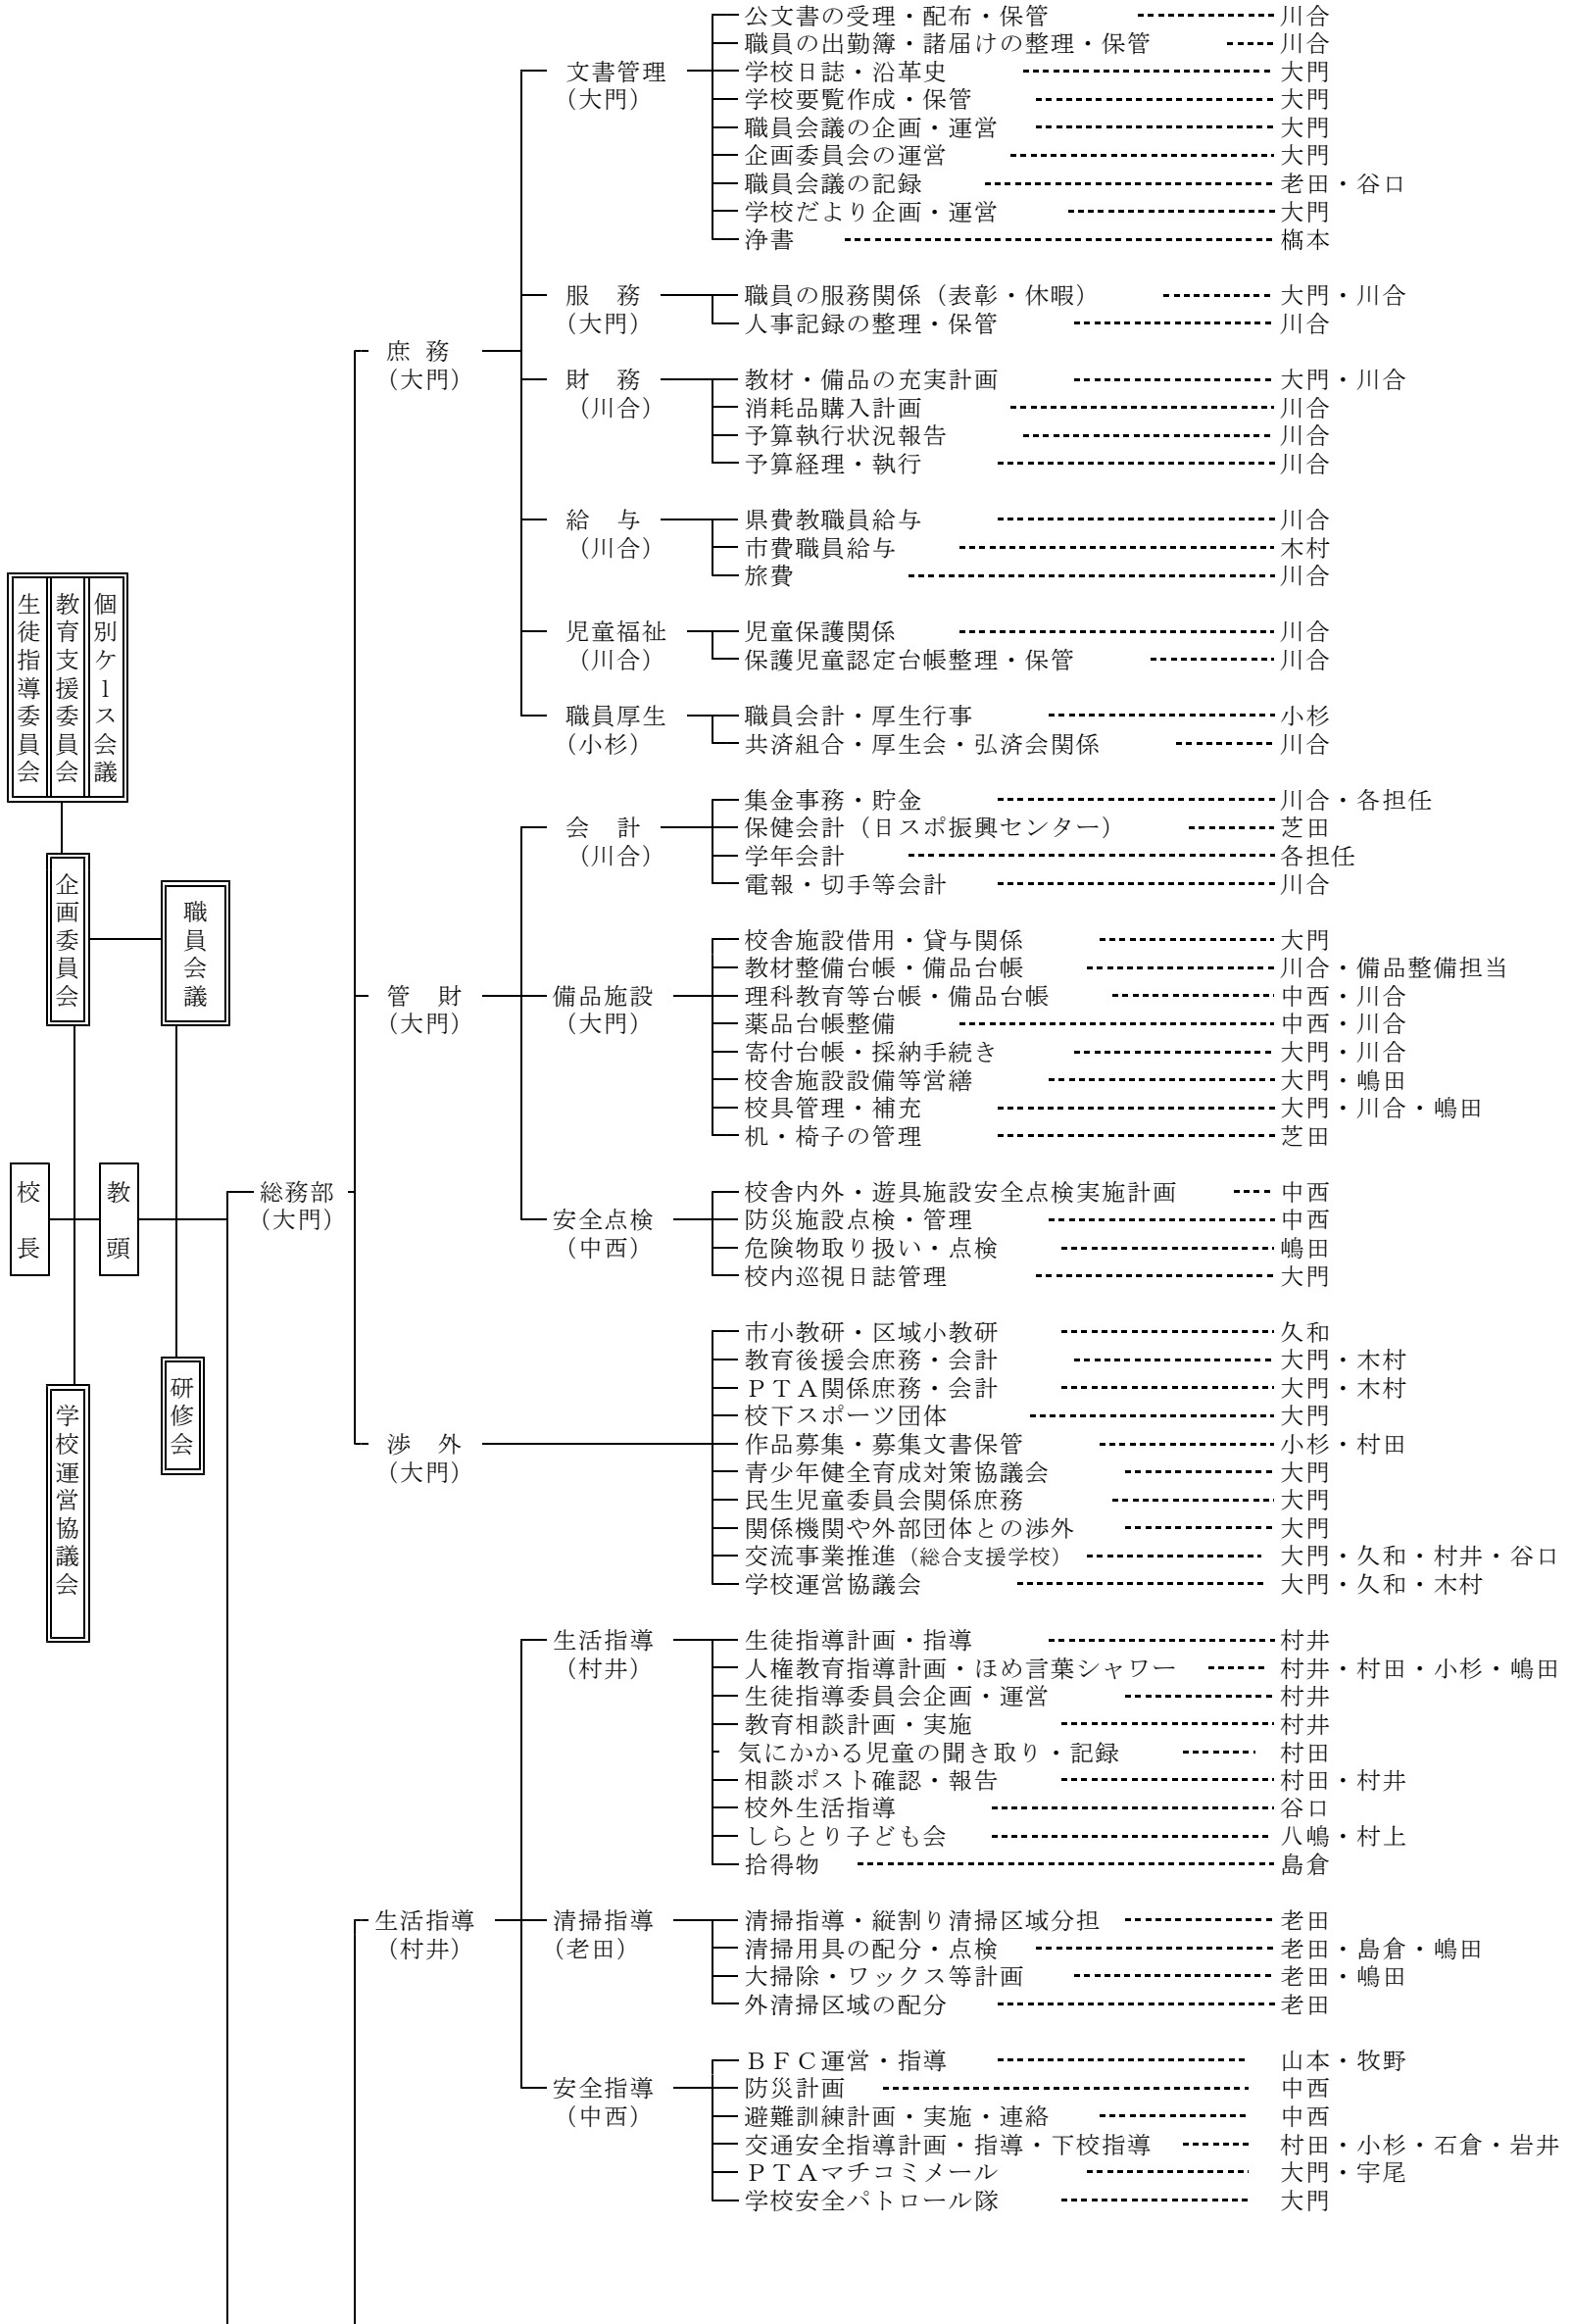 生徒指導委員会
教育支援委員会
個別ケース会議
企画委員会
職員会議
校長
教頭
学校運営協議会
研修会
総務部
（大門）
庶 務
（大門）
文書管理
（大門）
公文書の受理・配布・保管 川合
職員の出勤簿・諸届けの整理・保管 川合
学校日誌・沿革史 大門
学校要覧作成・保管 大門
職員会議の企画・運営 大門
企画委員会の運営 大門
職員会議の記録 老田・谷口
学校だより企画・運営 大門
浄書 槗本
服　務
（大門）
職員の服務関係（表彰・休暇） 大門・川合
人事記録の整理・保管 川合
財　務
（川合）
教材・備品の充実計画 大門・川合
消耗品購入計画 川合
予算執行状況報告 川合
予算経理・執行 川合
給　与
（川合）
県費教職員給与 川合
市費職員給与 木村
旅費 川合
児童福祉
（川合）
児童保護関係 川合
保護児童認定台帳整理・保管 川合
職員厚生
（小杉）
職員会計・厚生行事 小杉
共済組合・厚生会・弘済会関係 川合
管　財
（大門）
会　計
（川合）
集金事務・貯金 川合・各担任
保健会計（日スポ振興センター） 芝田
学年会計 各担任
電報・切手等会計 川合
備品施設
（大門）
校舎施設借用・貸与関係 大門
教材整備台帳・備品台帳 川合・備品整備担当
理科教育等台帳・備品台帳 中西・川合
薬品台帳整備 中西・川合
寄付台帳・採納手続き 大門・川合
校舎施設設備等営繕 大門・嶋田
校具管理・補充 大門・川合・嶋田
机・椅子の管理 芝田
安全点検
（中西）
校舎内外・遊具施設安全点検実施計画 中西
防災施設点検・管理 中西
危険物取り扱い・点検 嶋田
校内巡視日誌管理 大門
渉　外
（大門）
市小教研・区域小教研 久和
教育後援会庶務・会計 大門・木村
ＰＴＡ関係庶務・会計 大門・木村
校下スポーツ団体 大門
作品募集・募集文書保管 小杉・村田
青少年健全育成対策協議会 大門
民生児童委員会関係庶務 大門
関係機関や外部団体との渉外 大門
交流事業推進（総合支援学校） 大門・久和・村井・谷口
学校運営協議会 大門・久和・木村
生活指導
（村井）
生活指導
（村井）
生徒指導計画・指導 村井
人権教育指導計画・ほめ言葉シャワー 村井・村田・小杉・嶋田
生徒指導委員会企画・運営 村井
教育相談計画・実施 村井
気にかかる児童の聞き取り・記録 村田
相談ポスト確認・報告 村田・村井
校外生活指導 谷口
しらとり子ども会 八嶋・村上
拾得物 島倉
清掃指導
（老田）
清掃指導・縦割り清掃区域分担 老田
清掃用具の配分・点検 老田・島倉・嶋田
大掃除・ワックス等計画 老田・嶋田
外清掃区域の配分 老田
安全指導
（中西）
ＢＦＣ運営・指導 山本・牧野
防災計画 中西
避難訓練計画・実施・連絡 中西
交通安全指導計画・指導・下校指導 村田・小杉・石倉・岩井
ＰＴＡマチコミメール 大門・宇尾
学校安全パトロール隊 大門